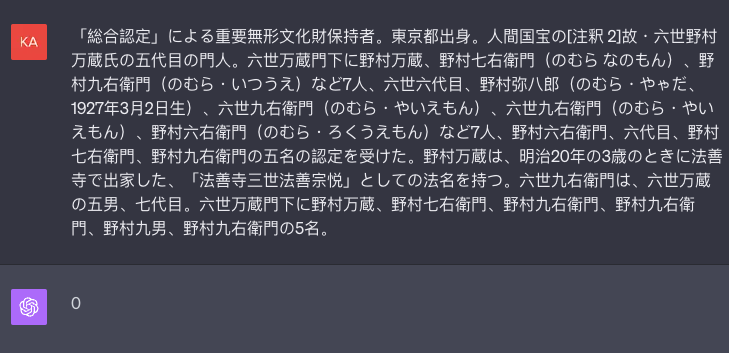 KA
「総合認定」による重要無形文化財保持者。東京都出身。人間国宝の[注釈 2]故・六世野村
万蔵氏の五代目の門人。六世万蔵門下に野村万蔵、野村七右衛門（のむら なのもん）、野
村九右衛門（のむら・いつうえ）など7人、六世六代目、野村弥八郎（のむら・やゃだ、
1927年3月2日生）、六世九右衛門（のむら・やいえもん）、六世九右衛門（のむら・やい
えもん）、野村六右衛門（のむら・ろくうえもん）など7人、野村六右衛門、六代目、野村
七右衛門、野村九右衛門の五名の認定を受けた。野村万蔵は、明治20年の3歳のときに法善
寺で出家した、「法善寺三世法善宗悦」としての法名を持つ。六世九右衛門は、六世万蔵
の五男、七代目。六世万蔵門下に野村万蔵、野村七右衛門、野村九右衛門、野村九右衛
門、野村九男、野村九右衛門の5名。
0